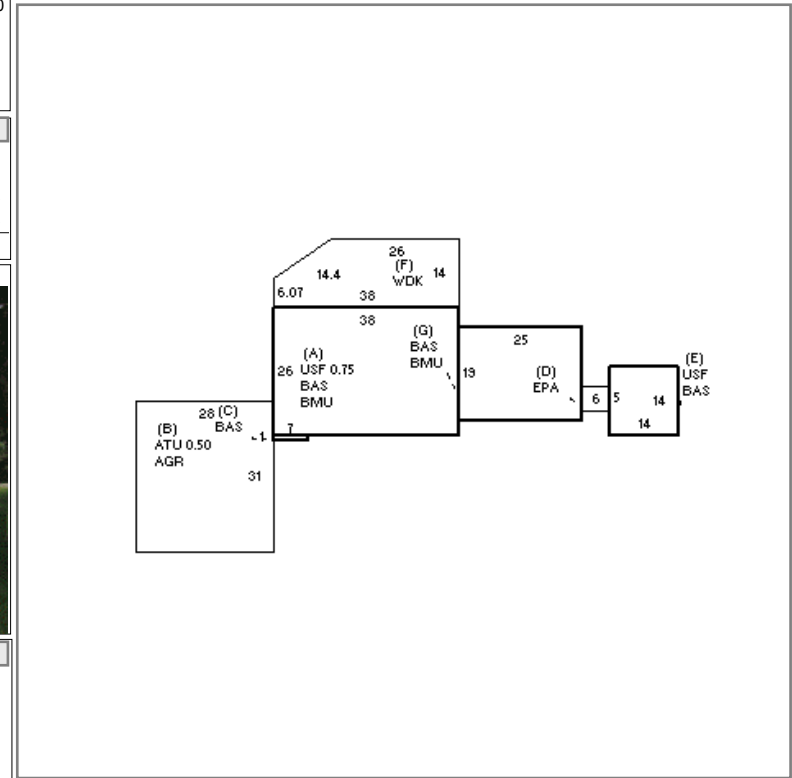 26
(F)
WDK
14
14.4
6.07
38
38
(G)
BAS
BMU
(A)
26 USF 0.75
BAS
BMU
19
25
(D)
EPA
6
5
14
14
(E)
USF
BAS
28 (C)
BAS
1
7
(B)
ATU 0.50
AGR
31